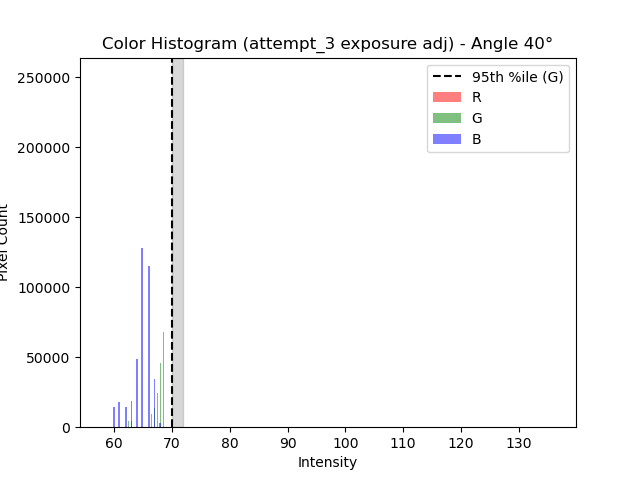 Color Histogram (attempt_3 exposure adj) - Angle 40°
250000
200000
150000
100000
50000
0
Pixel Count
95th %ile (G)
R
G
B
60 70 80 90 100 110 120 130
Intensity